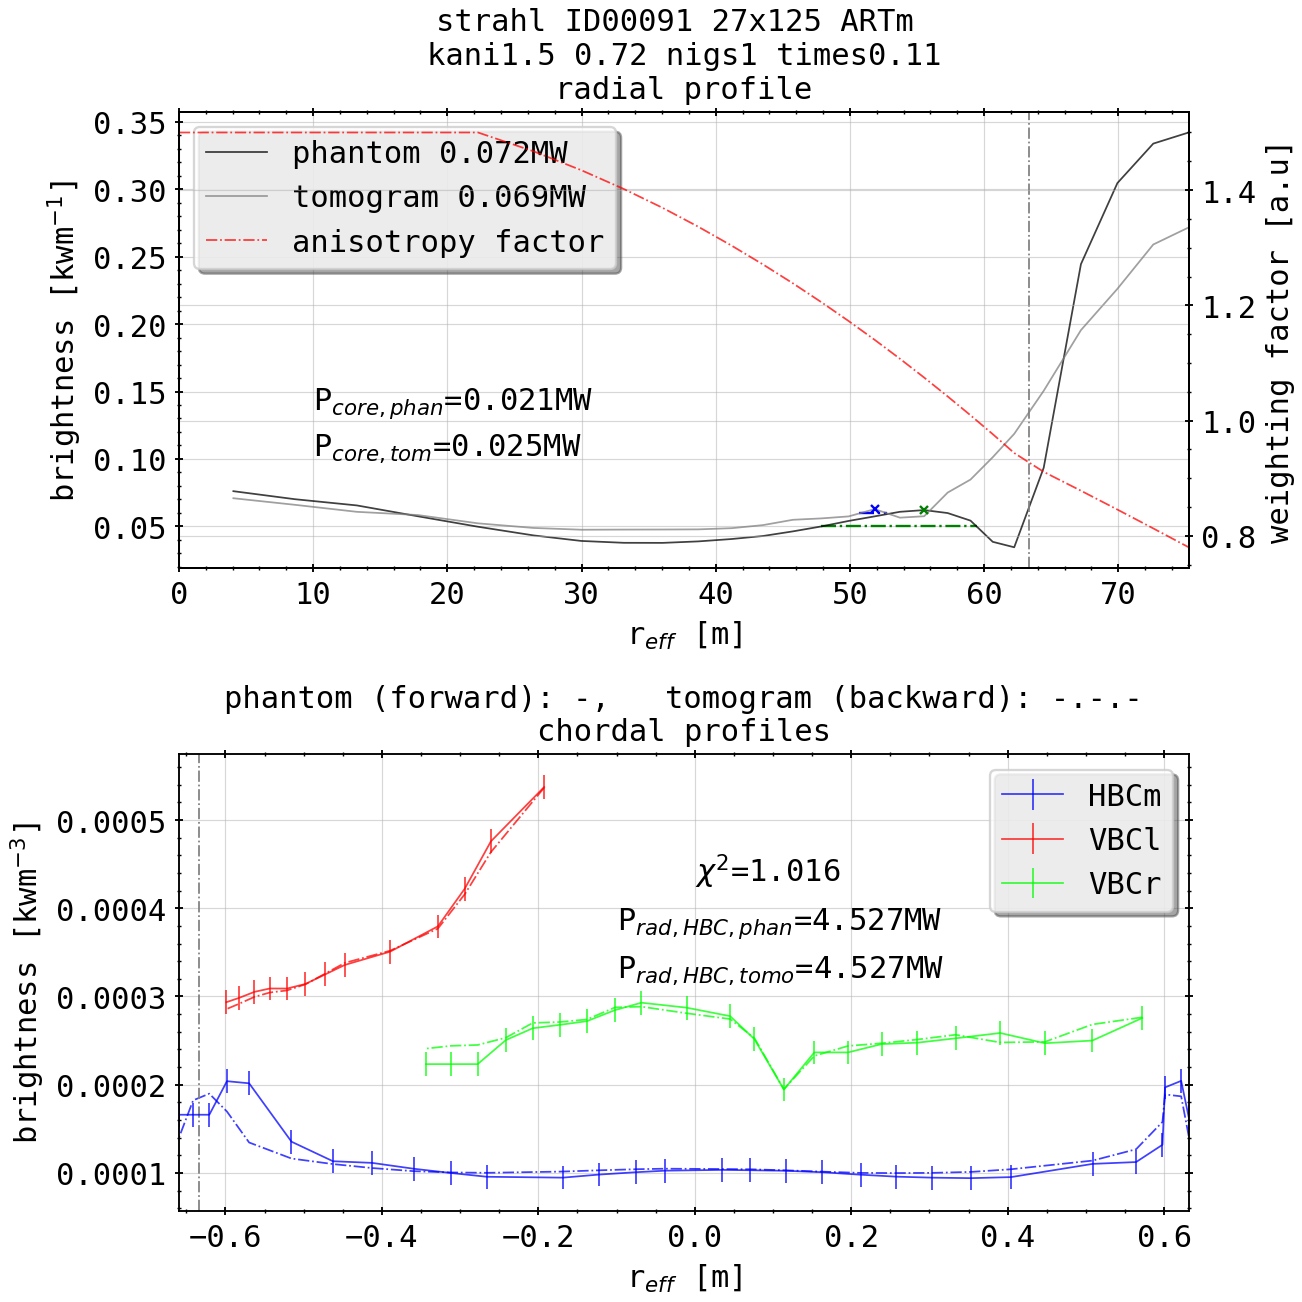 strahl ID00091 27x125 ARTm
kani1.5 0.72 nigs1 times0.11
radial profile
0.35
0.30
0.25
0.20
0.15
0.10
0.05
brightness [kwm⁻¹]
phantom 0.072MW
tomogram 0.069MW
anisotropy factor
P_core,phan=0.021MW
P_core,tom=0.025MW
1.4
1.2
1.0
0.8
weighting factor [a.u]
0 10 20 30 40 50 60 70
r_eff [m]
phantom (forward): -,   tomogram (backward): -.-.-
chordal profiles
0.0005
0.0004
0.0003
0.0002
0.0001
brightness [kwm⁻³]
HBCm
VBCl
VBCr
χ²=1.016
P_rad,HBC,phan=4.527MW
P_rad,HBC,tomo=4.527MW
−0.6 −0.4 −0.2 0.0 0.2 0.4 0.6
r_eff [m]